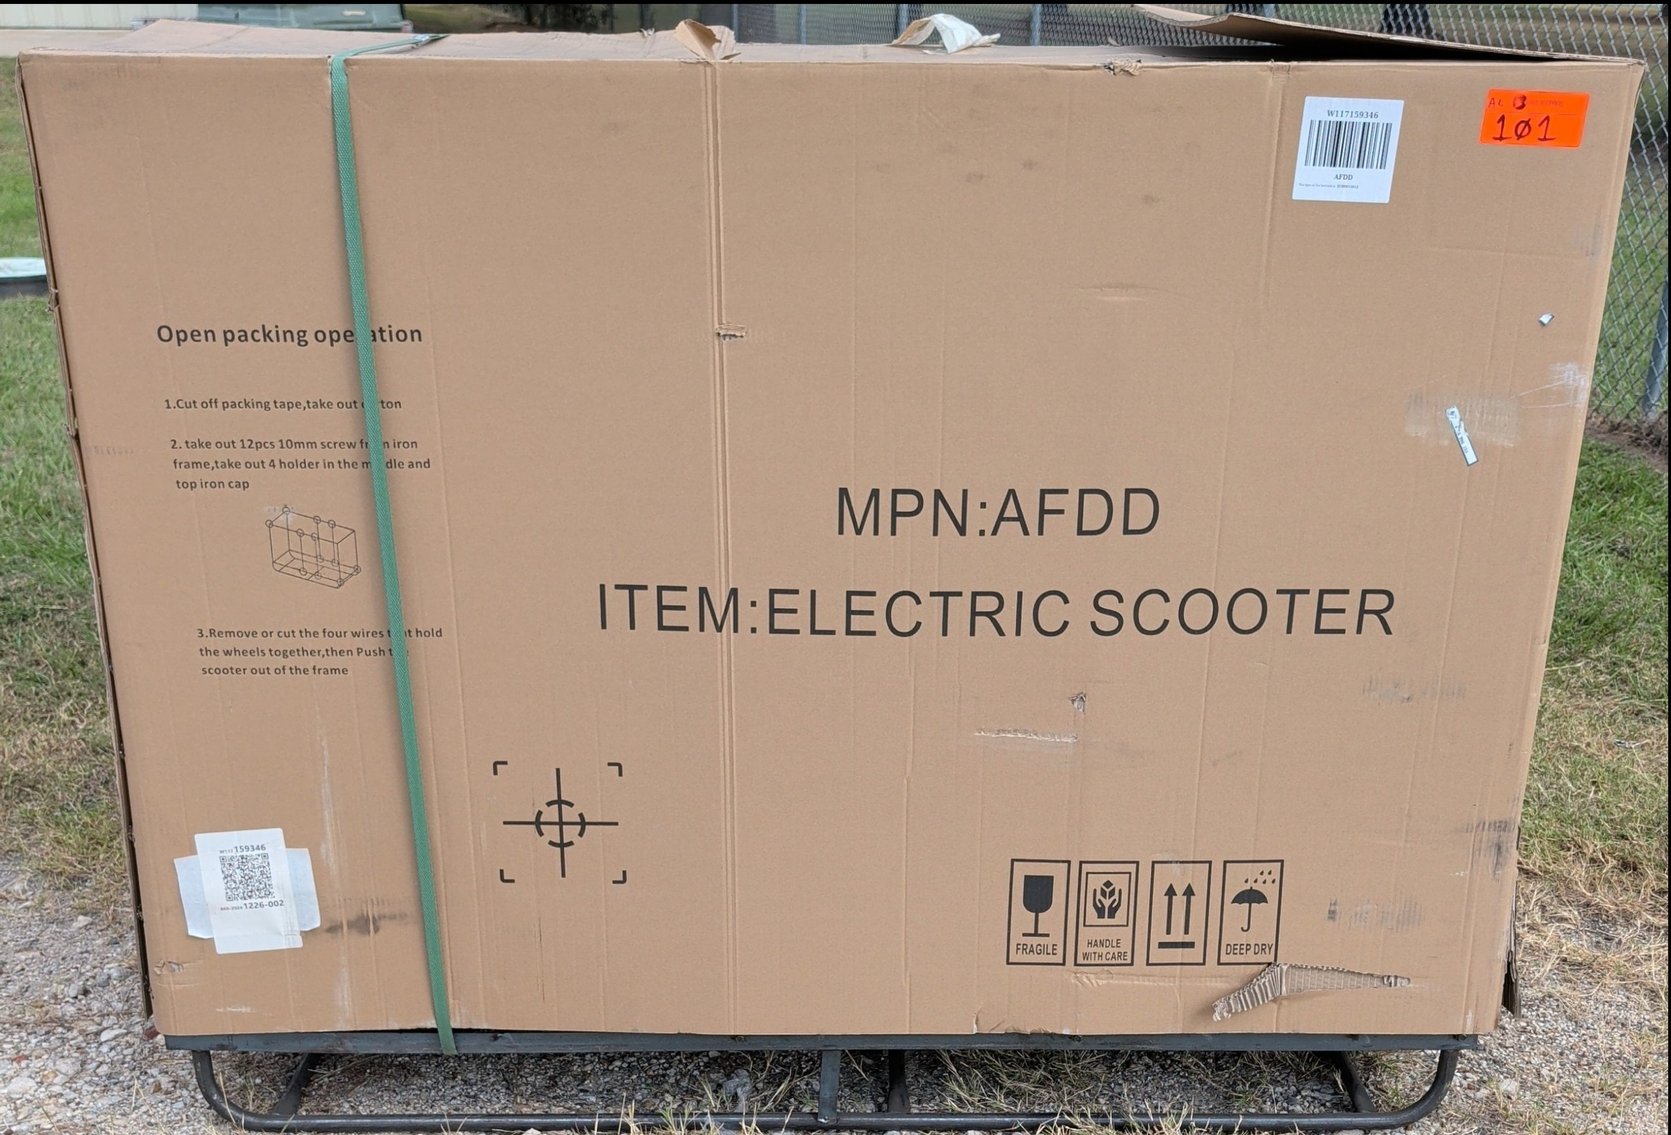 W117159346
AFDD
AL
101
Open packing ope ation
1.Cut off packing tape,take out ton
2. take out 12pcs 10mm screw iron
frame,take out 4 holder in the m dle and
top iron cap
3.Remove or cut the four wires t t hold
the wheels together,then Push t
scooter out of the frame
MPN:AFDD
ITEM:ELECTRIC SCOOTER
W117159346
1226-002
FRAGILE
HANDLE
WITH CARE
DEEP DRY